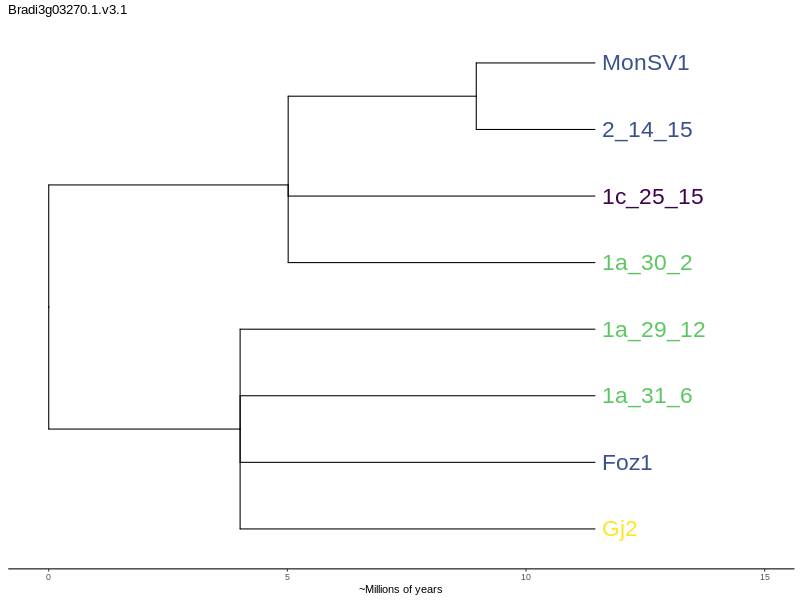 Bradi3g03270.1.v3.1
MonSV1
2_14_15
1c_25_15
1a_30_2
1a_29_12
1a_31_6
Foz1
Gj2
0 5 10 15
~Millions of years